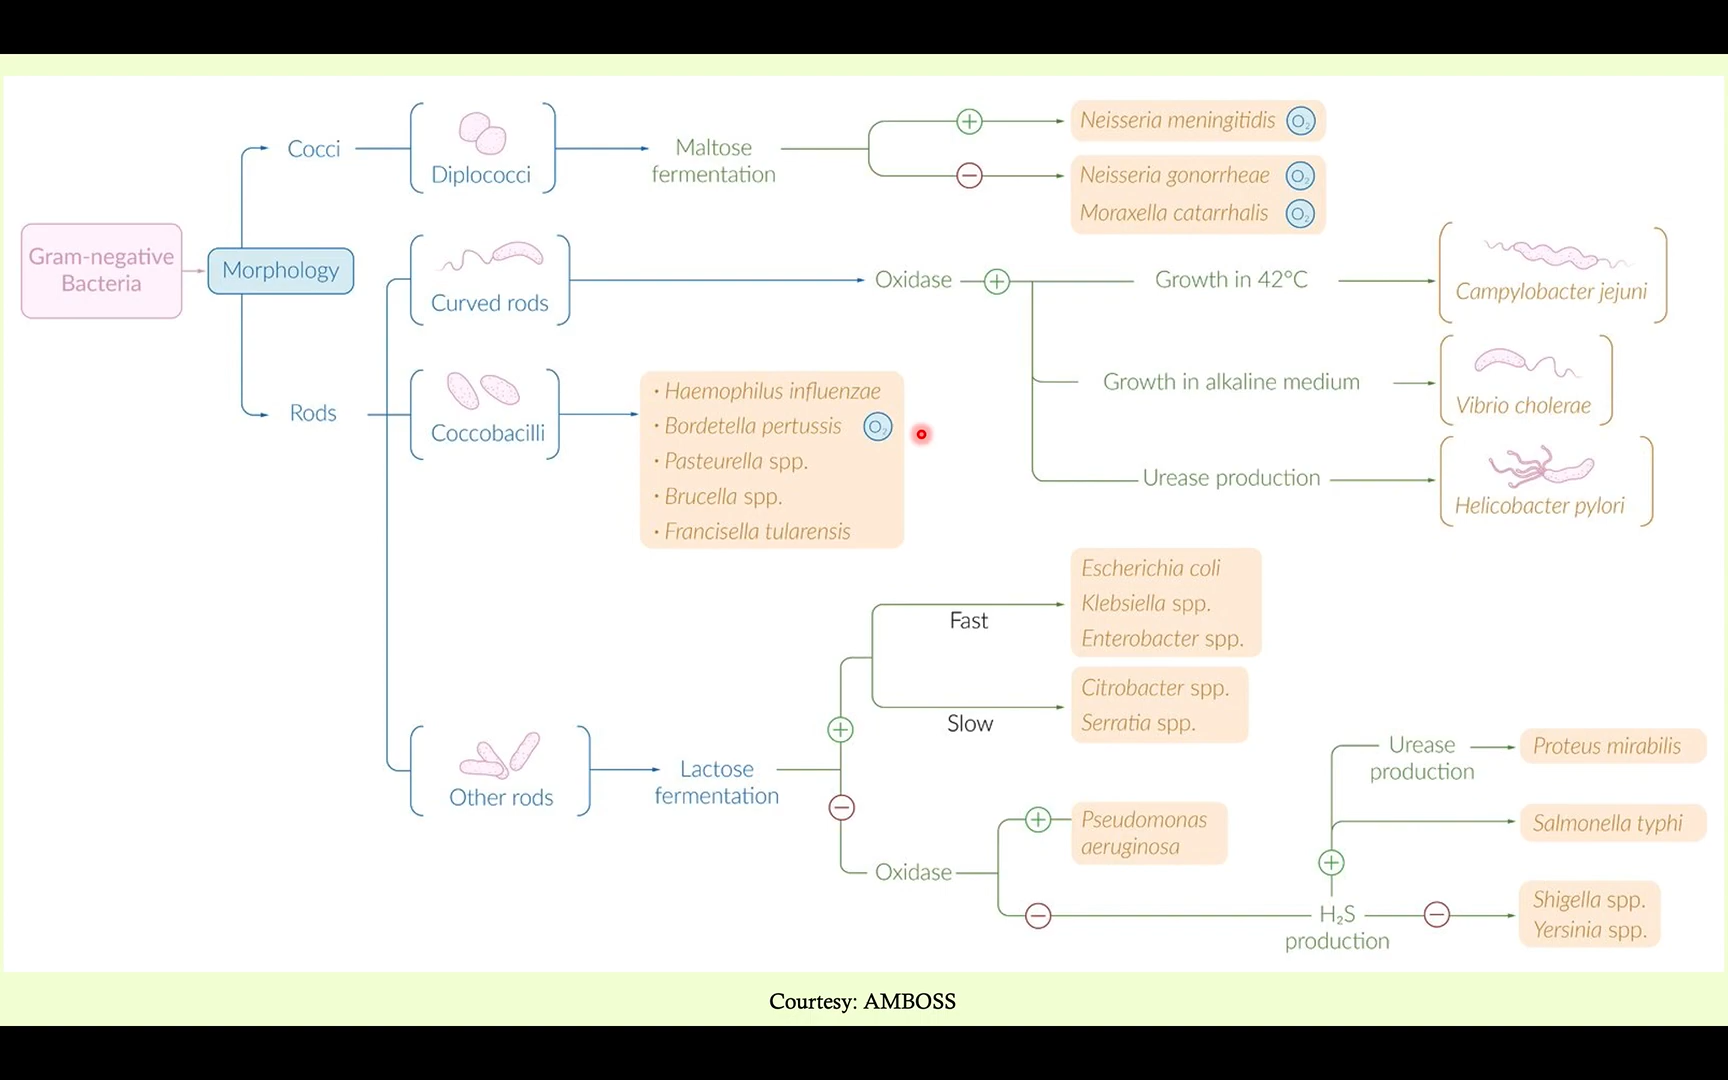 Gram-negative
Bacteria
Morphology
Cocci
Diplococci
Maltose
fermentation
Neisseria meningitidis O₂
Neisseria gonorrheae O₂
Moraxella catarrhalis O₂
Rods
Curved rods
Oxidase
Growth in 42°C
Campylobacter jejuni
Growth in alkaline medium
Vibrio cholerae
Urease production
Helicobacter pylori
Coccobacilli
· Haemophilus influenzae
· Bordetella pertussis O₂
· Pasteurella spp.
· Brucella spp.
· Francisella tularensis
Other rods
Lactose
fermentation
Fast
Escherichia coli
Klebsiella spp.
Enterobacter spp.
Slow
Citrobacter spp.
Serratia spp.
Oxidase
Pseudomonas
aeruginosa
H₂S
production
Urease
production
Proteus mirabilis
Salmonella typhi
Shigella spp.
Yersinia spp.
Courtesy: AMBOSS